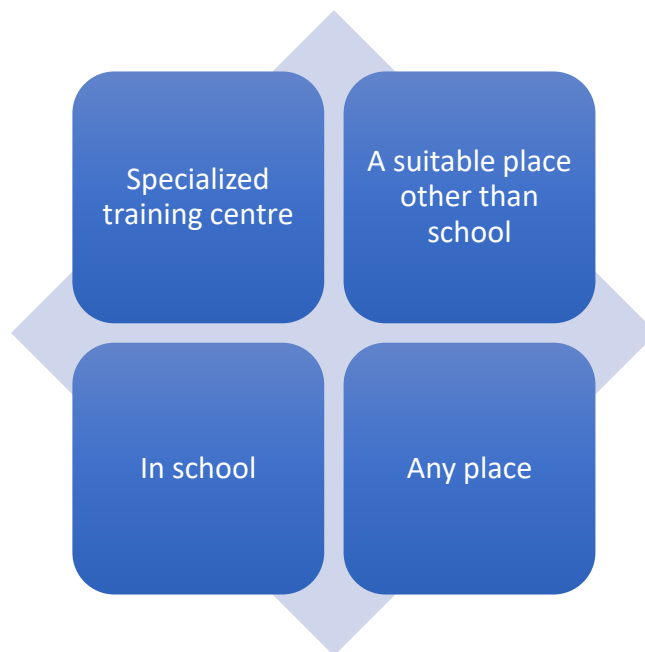 Specialized
training centre
A suitable place
other than
school
In school
Any place